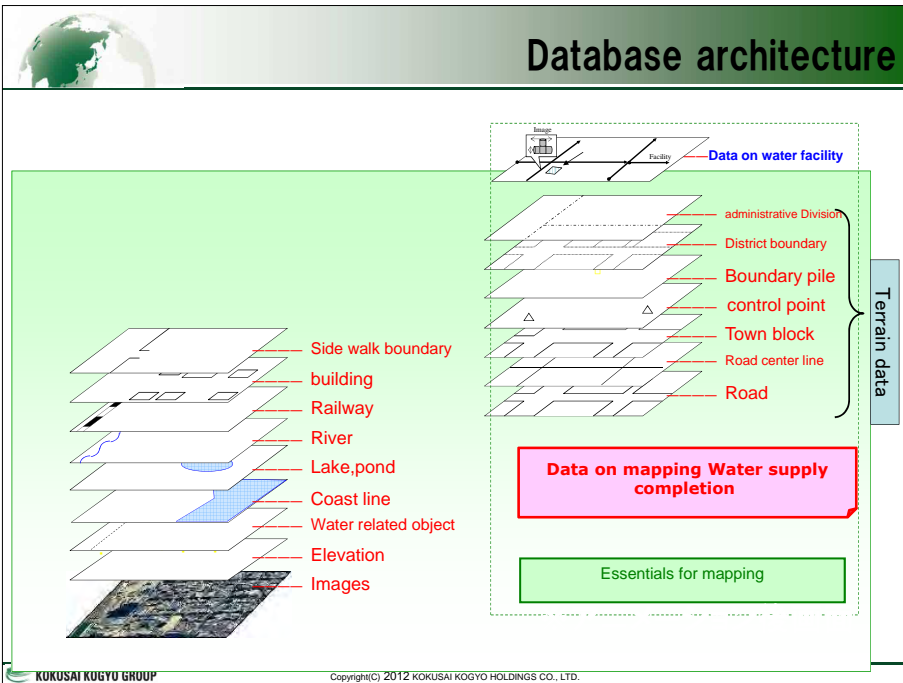 Database architecture
Image
Facility
Data on water facility
administrative Division
District boundary
Boundary pile
control point
Town block
Road center line
Road
Terrain data
Side walk boundary
building
Railway
River
Lake,pond
Coast line
Water related object
Elevation
Images
Data on mapping Water supply
completion
Essentials for mapping
KOKUSAI KOGYO GROUP
Copyright(C) 2012 KOKUSAI KOGYO HOLDINGS CO., LTD.